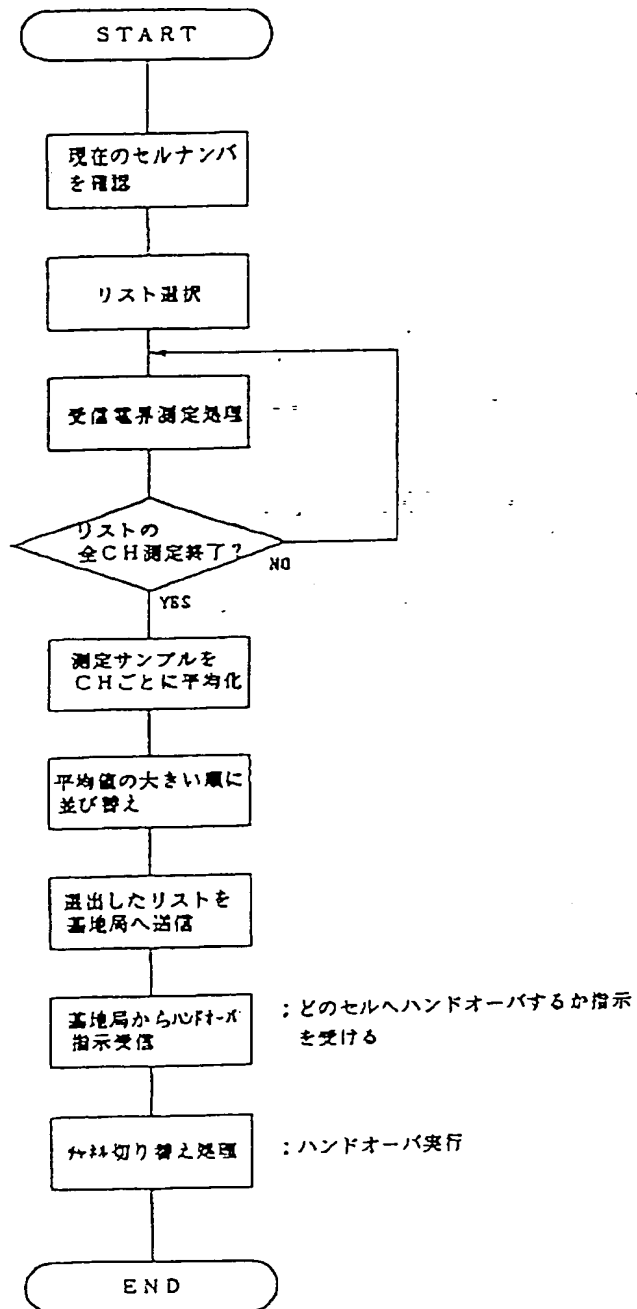 START
現在のセルナンバ
を確認
リスト選択
受信電界測定処理
リストの
全CH測定終了?
NO
YES
測定サンプルを
CHごとに平均化
平均値の大きい順に
並び替え
選出したリストを
基地局へ送信
基地局からハンドオーバ
指示受信
;どのセルへハンドオーバするか指示
を受ける
チャネル切り替え処理
;ハンドオーバ実行
END